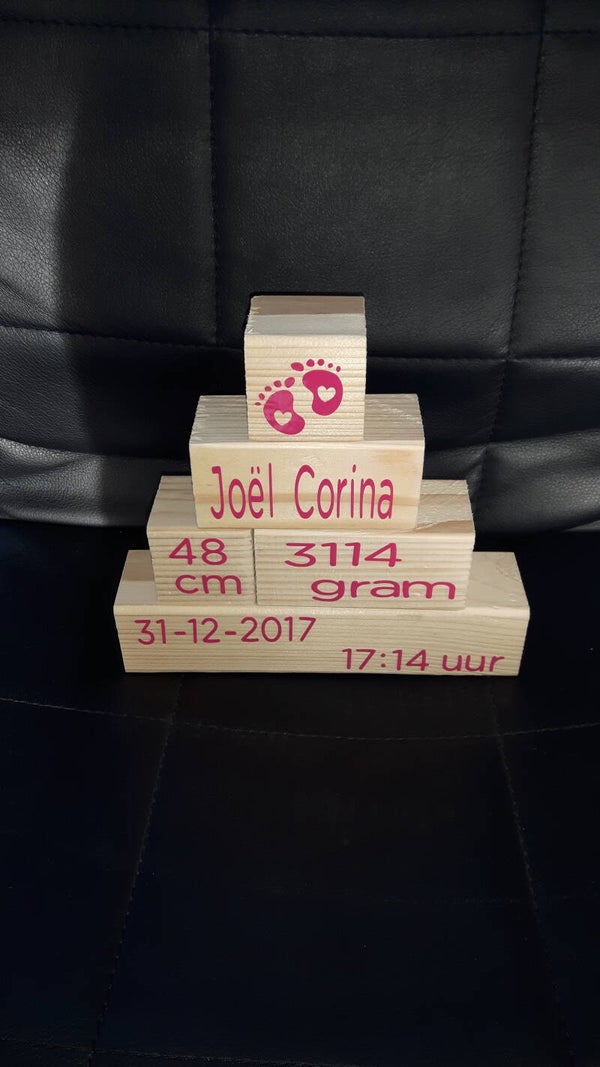 Joël Corina
48
cm
3114
gram
31-12-2017
17:14 uur